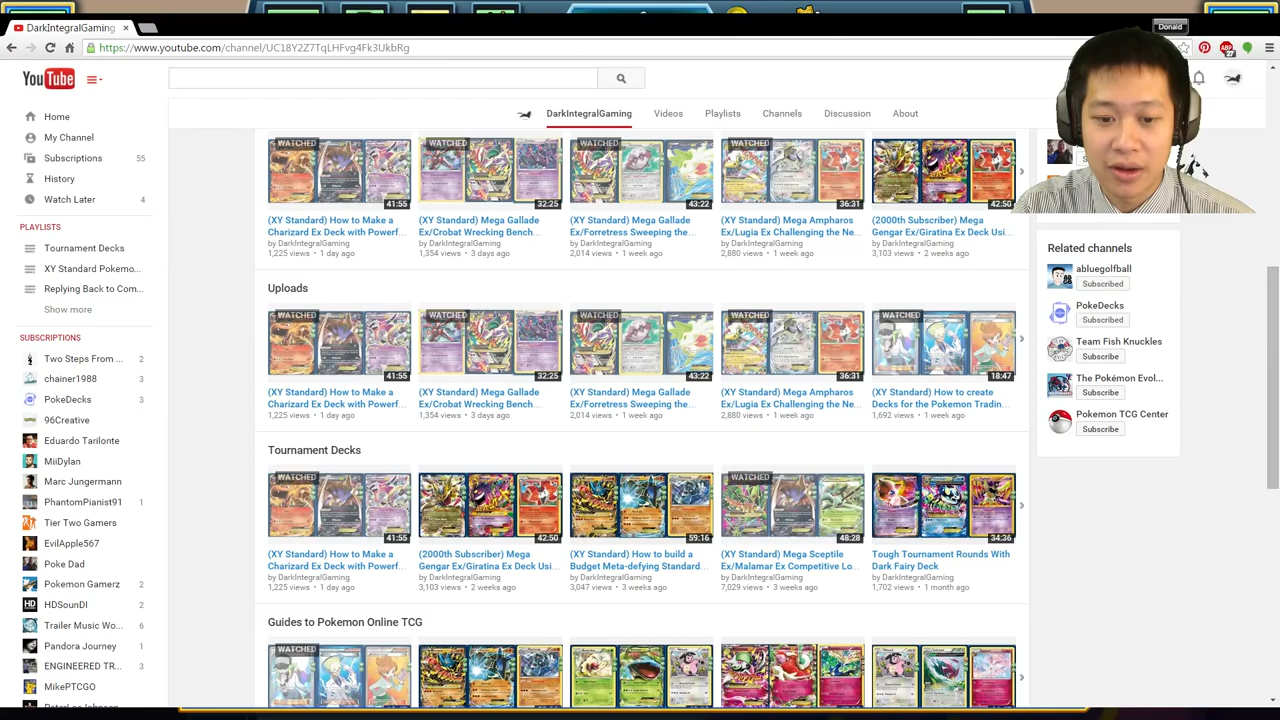 DarkIntegralGaming
Donald
https://www.youtube.com/channel/UC18Y2Z7TqLHFvg4Fk3UkbRg
YouTube
DarkIntegralGaming Videos Playlists Channels Discussion About
Home
My Channel
Subscriptions 55
History
Watch Later 4
PLAYLISTS
Tournament Decks
XY Standard Pokemo...
Replying Back to Com...
Show more
SUBSCRIPTIONS
Two Steps From ... 2
chainer1988 3
PokeDecks 3
96Creative
Eduardo Tarilonte
MiiDylan
Marc Jungermann
PhantomPianist91 1
Tier Two Gamers
EvilApple567
Poke Dad
Pokemon Gamerz 2
HDSounDI 2
Trailer Music Wo... 6
Pandora Journey 1
ENGINEERED TR... 3
MikePTCGO
WATCHED WATCHED WATCHED WATCHED
41:55 32:25 43:22 36:31 42:50
(XY Standard) How to Make a Charizard Ex Deck with Powerf...
by DarkIntegralGaming
1,225 views • 1 day ago
(XY Standard) Mega Gallade Ex/Crobat Wrecking Bench...
by DarkIntegralGaming
1,354 views • 3 days ago
(XY Standard) Mega Gallade Ex/Forretress Sweeping the...
by DarkIntegralGaming
2,014 views • 1 week ago
(XY Standard) Mega Ampharos Ex/Lugia Ex Challenging the Ne...
by DarkIntegralGaming
2,880 views • 1 week ago
(2000th Subscriber) Mega Gengar Ex/Giratina Ex Deck Usi...
by DarkIntegralGaming
3,103 views • 2 weeks ago
Uploads
WATCHED WATCHED WATCHED WATCHED WATCHED
41:55 32:25 43:22 36:31 18:47
(XY Standard) How to Make a Charizard Ex Deck with Powerf...
1,225 views • 1 day ago
(XY Standard) Mega Gallade Ex/Crobat Wrecking Bench...
1,354 views • 3 days ago
(XY Standard) Mega Gallade Ex/Forretress Sweeping the...
2,014 views • 1 week ago
(XY Standard) Mega Ampharos Ex/Lugia Ex Challenging the Ne...
2,880 views • 1 week ago
(XY Standard) How to create Decks for the Pokemon Tradin...
1,692 views • 1 week ago
Tournament Decks
WATCHED WATCHED
41:55 42:50 59:16 48:28 34:36
(XY Standard) How to Make a Charizard Ex Deck with Powerf...
by DarkIntegralGaming
1,225 views • 1 day ago
(2000th Subscriber) Mega Gengar Ex/Giratina Ex Deck Usi...
by DarkIntegralGaming
3,103 views • 2 weeks ago
(XY Standard) How to build a Budget Meta-defying Standard...
by DarkIntegralGaming
3,047 views • 3 weeks ago
(XY Standard) Mega Sceptile Ex/Malamar Ex Competitive Lo...
by DarkIntegralGaming
7,029 views • 3 weeks ago
Tough Tournament Rounds With Dark Fairy Deck
by DarkIntegralGaming
1,702 views • 1 month ago
Guides to Pokemon Online TCG
WATCHED
Related channels
abluegolfball
Subscribed
PokeDecks
Subscribed
Team Fish Knuckles
Subscribe
The Pokémon Evol...
Subscribe
Pokemon TCG Center
Subscribe